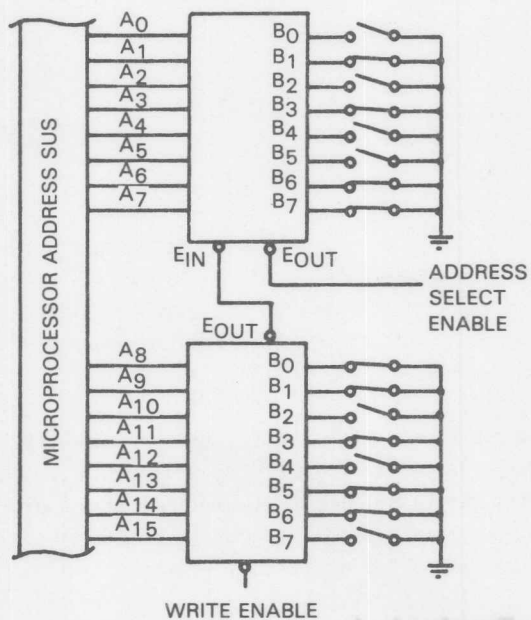 MICROPROCESSOR ADDRESS SUS
A0
A1
A2
A3
A4
A5
A6
A7
B0
B1
B2
B3
B4
B5
B6
B7
EIN
EOUT
ADDRESS
SELECT
ENABLE
EOUT
A8
A9
A10
A11
A12
A13
A14
A15
B0
B1
B2
B3
B4
B5
B6
B7
WRITE ENABLE